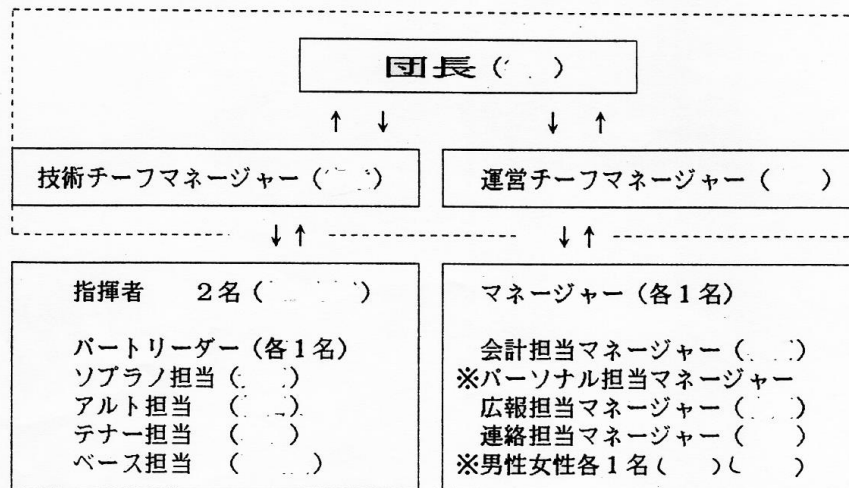 団長（　）
↑ ↓ ↓ ↑
技術チーフマネージャー（　）
運営チーフマネージャー（　）
↓↑ ↓↑
指揮者　２名（　）
パートリーダー（各１名）
ソプラノ担当（　）
アルト担当　（　）
テナー担当　（　）
ベース担当　（　）
マネージャー（各１名）
会計担当マネージャー（　）
※パーソナル担当マネージャー
広報担当マネージャー（　）
連絡担当マネージャー（　）
※男性女性各１名（　）（　）